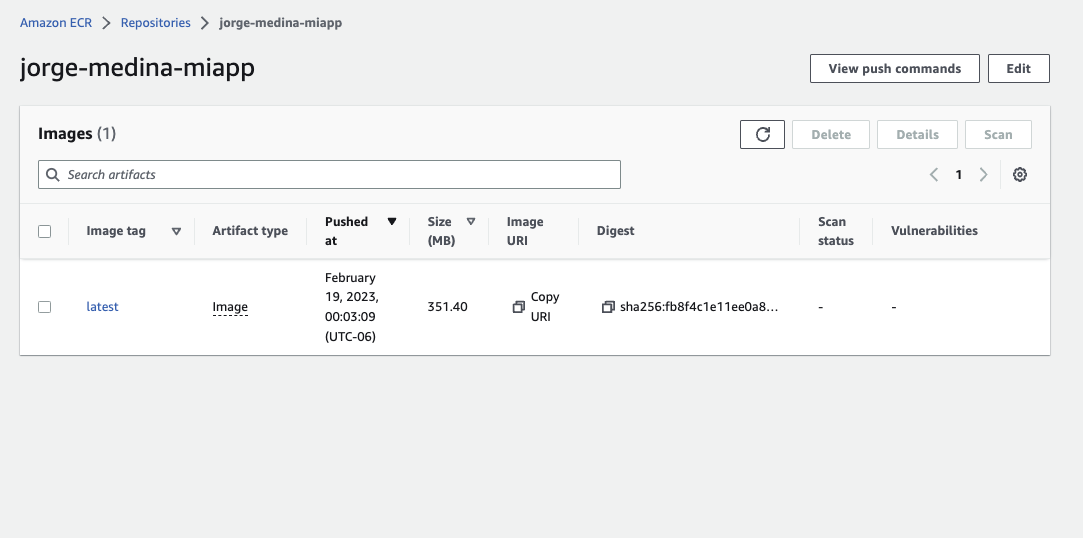 Amazon ECR > Repositories > jorge-medina-miapp
jorge-medina-miapp
View push commands
Edit
Images (1)
Delete
Details
Scan
Search artifacts
1
Image tag
Artifact type
Pushed
at
Size
(MB)
Image
URI
Digest
Scan
status
Vulnerabilities
latest
Image
February
19, 2023,
00:03:09
(UTC-06)
351.40
Copy
URI
sha256:fb8f4c1e11ee0a8...
-
-